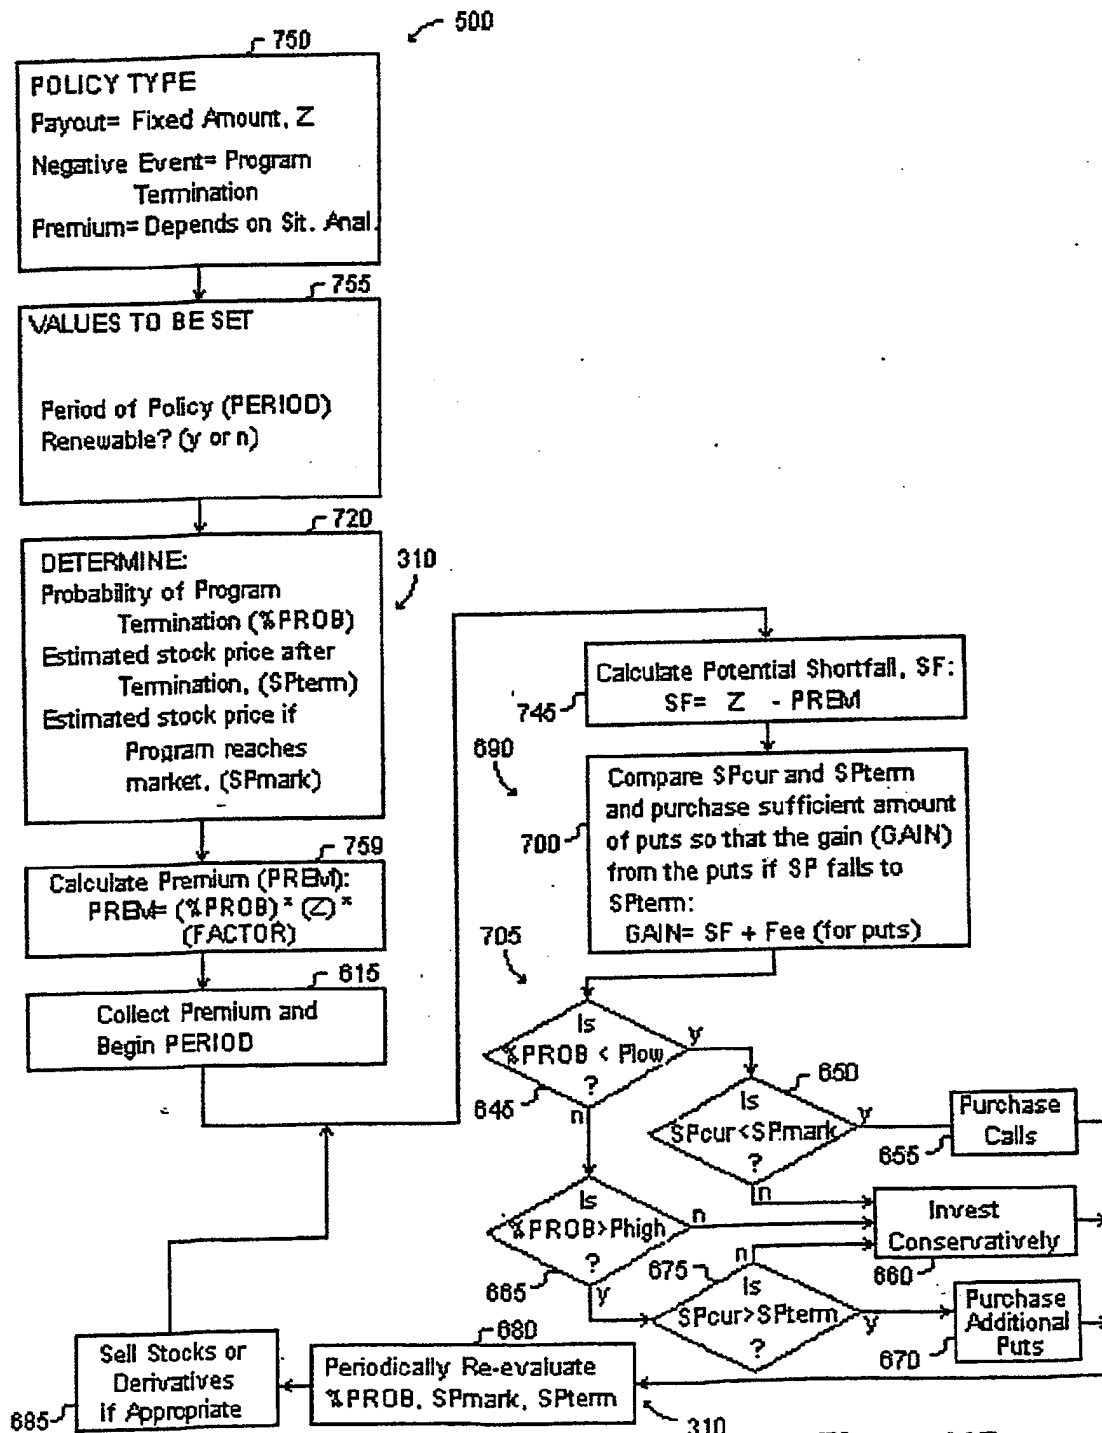 500
750
POLICY TYPE
Payout= Fixed Amount, Z
Negative Event= Program
Termination
Premium= Depends on Sit. Anal.
755
VALUES TO BE SET
Period of Policy (PERIOD)
Renewable? (y or n)
720
DETERMINE:
Probability of Program
Termination (%PROB)
Estimated stock price after
Termination, (SPterm)
Estimated stock price if
Program reaches
market, (SPmark)
310
759
Calculate Premium (PREM):
PREM= (%PROB)* (Z)*
(FACTOR)
615
Collect Premium and
Begin PERIOD
Calculate Potential Shortfall, SF:
SF= Z - PREM
745
690
Compare SPcur and SPterm
and purchase sufficient amount
of puts so that the gain (GAIN)
from the puts if SP falls to
SPterm:
GAIN= SF + Fee (for puts)
700
705
Is
%PROB < Plow
?
y
n
645
650
Is
SPcur<SPmark
?
y
n
Purchase
Calls
655
Is
%PROB>Phigh
?
n
y
665
Invest
Conservatively
660
675
n
Is
SPcur>SPterm
?
y
Purchase
Additional
Puts
670
680
Periodically Re-evaluate
%PROB, SPmark, SPterm
310
Sell Stocks or
Derivatives
If Appropriate
685